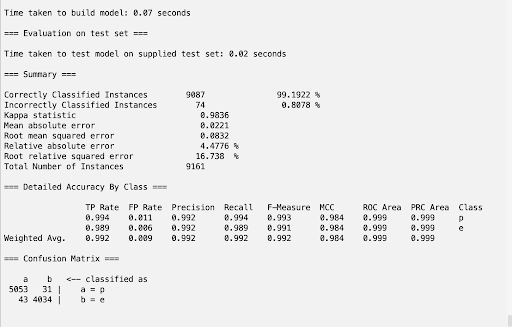 Time taken to build model: 0.07 seconds
=== Evaluation on test set ===
Time taken to test model on supplied test set: 0.02 seconds
=== Summary ===
Correctly Classified Instances 9087 99.1922 %
Incorrectly Classified Instances 74 0.8078 %
Kappa statistic 0.9836
Mean absolute error 0.0221
Root mean squared error 0.0832
Relative absolute error 4.4776 %
Root relative squared error 16.738 %
Total Number of Instances 9161
=== Detailed Accuracy By Class ===
TP Rate FP Rate Precision Recall F-Measure MCC ROC Area PRC Area Class
0.994 0.011 0.992 0.994 0.993 0.984 0.999 0.999 p
0.989 0.006 0.992 0.989 0.991 0.984 0.999 0.999 e
Weighted Avg. 0.992 0.009 0.992 0.992 0.992 0.984 0.999 0.999
=== Confusion Matrix ===
a b <-- classified as
5053 31 | a = p
43 4034 | b = e